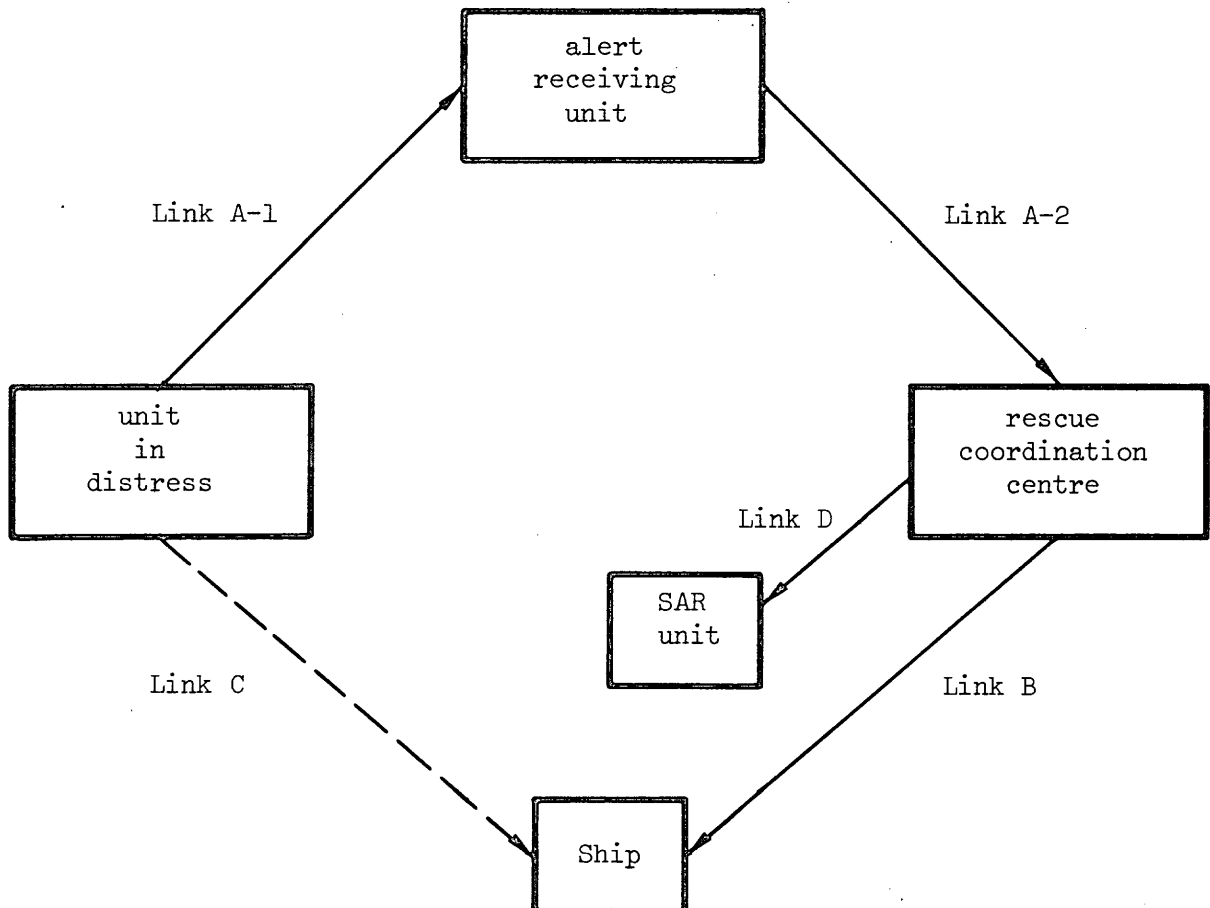 alert
receiving
unit
Link A-1
Link A-2
unit
in
distress
rescue
coordination
centre
Link D
SAR
unit
Link C
Link B
Ship